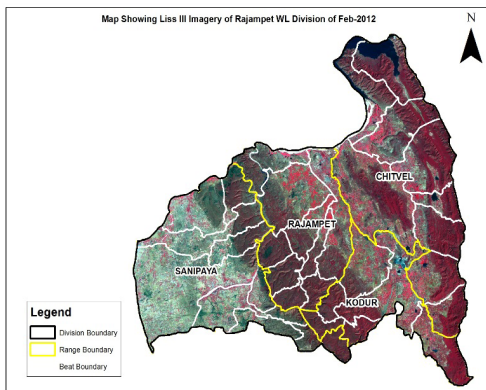 Map Showing Liss III Imagery of Rajampet WL Division of Feb-2012
N
CHITVEL
RAJAMPET
SANIPAYA
KODUR
Legend
Division Boundary
Range Boundary
Beat Boundary